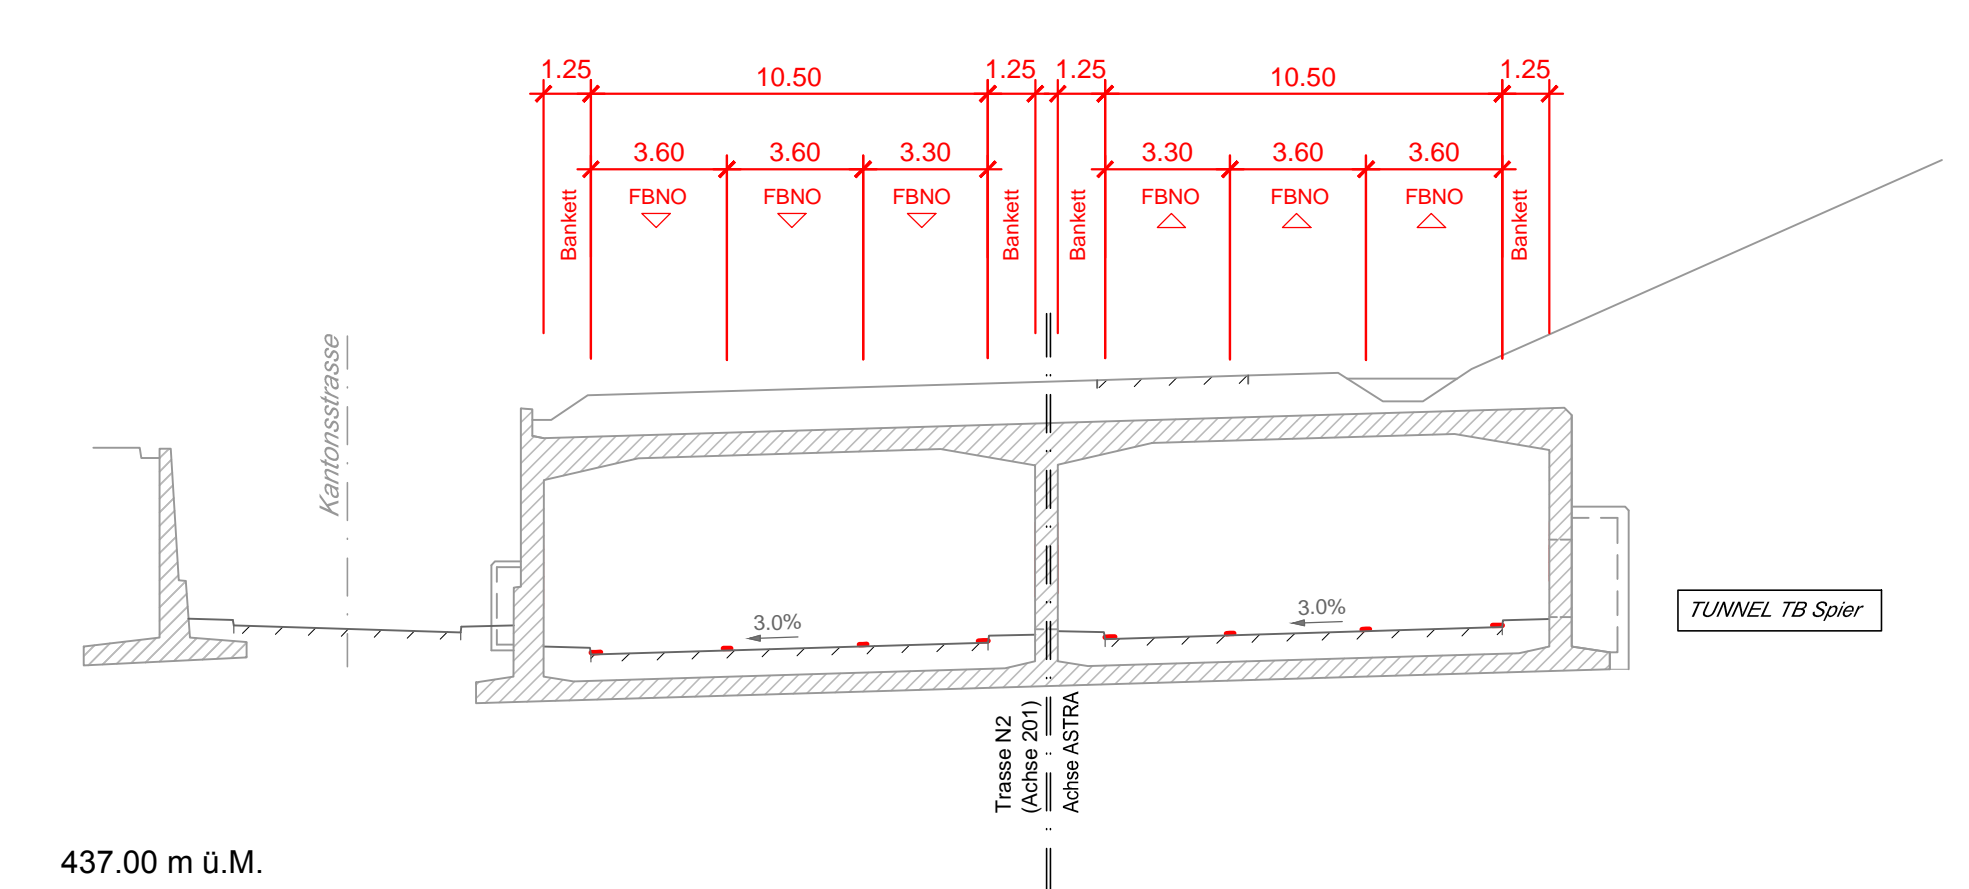 1.25 10.50 1.25 1.25 10.50 1.25
3.60 3.60 3.30 3.30 3.60 3.60
FBNO FBNO FBNO FBNO FBNO FBNO
Bankett Bankett Bankett Bankett
Kantonsstrasse
3.0% 3.0%
TUNNEL TB Spier
Trasse N2
(Achse 201)
Achse ASTRA
437.00 m ü.M.